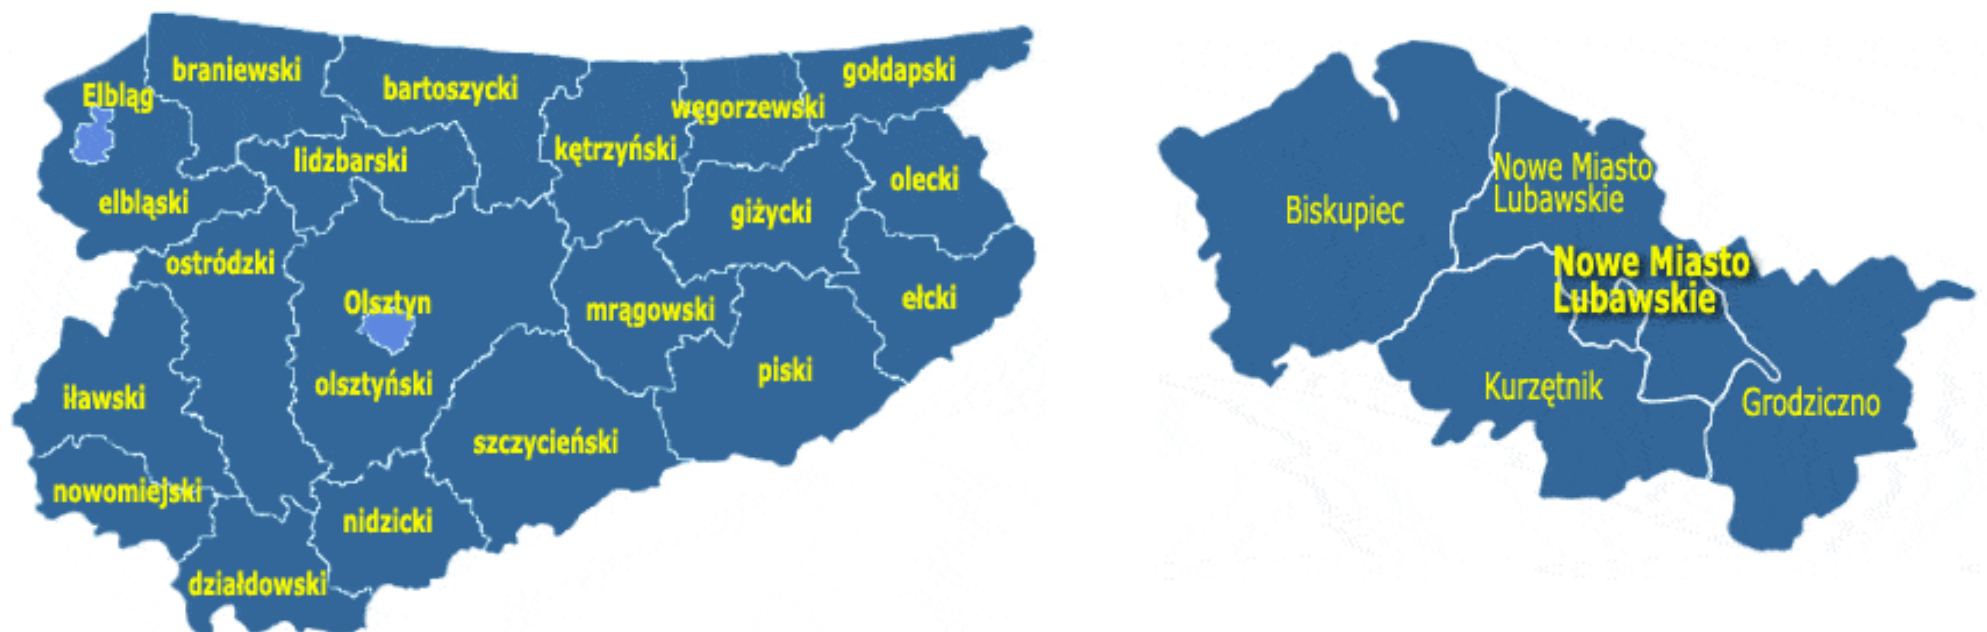 braniewski
gołdapski
bartoszycki
Elbląg
węgorzewski
kętrzyński
lidzbarski
olecki
elbląski
giżycki
ostródzki
Olsztyn
mrągowski
ełcki
olsztyński
piski
iławski
szczycieński
nowomiejski
nidzicki
działdowski
Nowe Miasto
Lubawskie
Biskupiec
Nowe Miasto
Lubawskie
Kurzętnik
Grodziczno